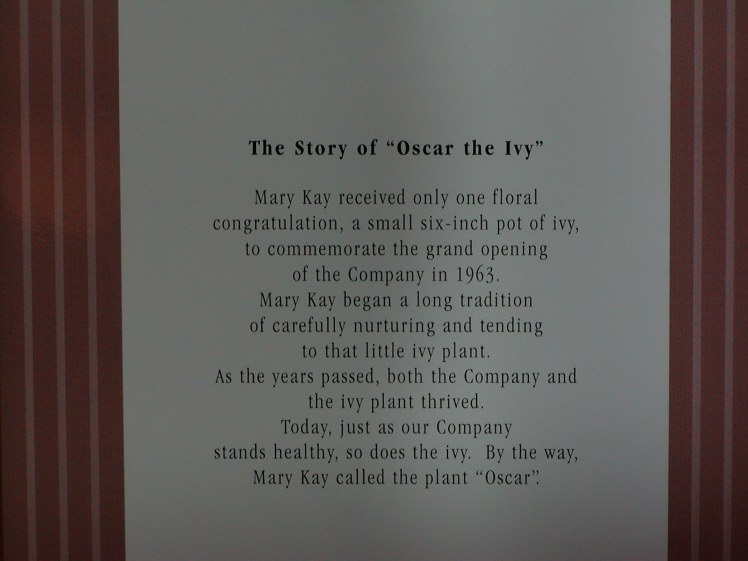 The Story of “Oscar the Ivy”
Mary Kay received only one floral
congratulation, a small six-inch pot of ivy,
to commemorate the grand opening
of the Company in 1963.
Mary Kay began a long tradition
of carefully nurturing and tending
to that little ivy plant.
As the years passed, both the Company and
the ivy plant thrived.
Today, just as our Company
stands healthy, so does the ivy.  By the way,
Mary Kay called the plant “Oscar”.